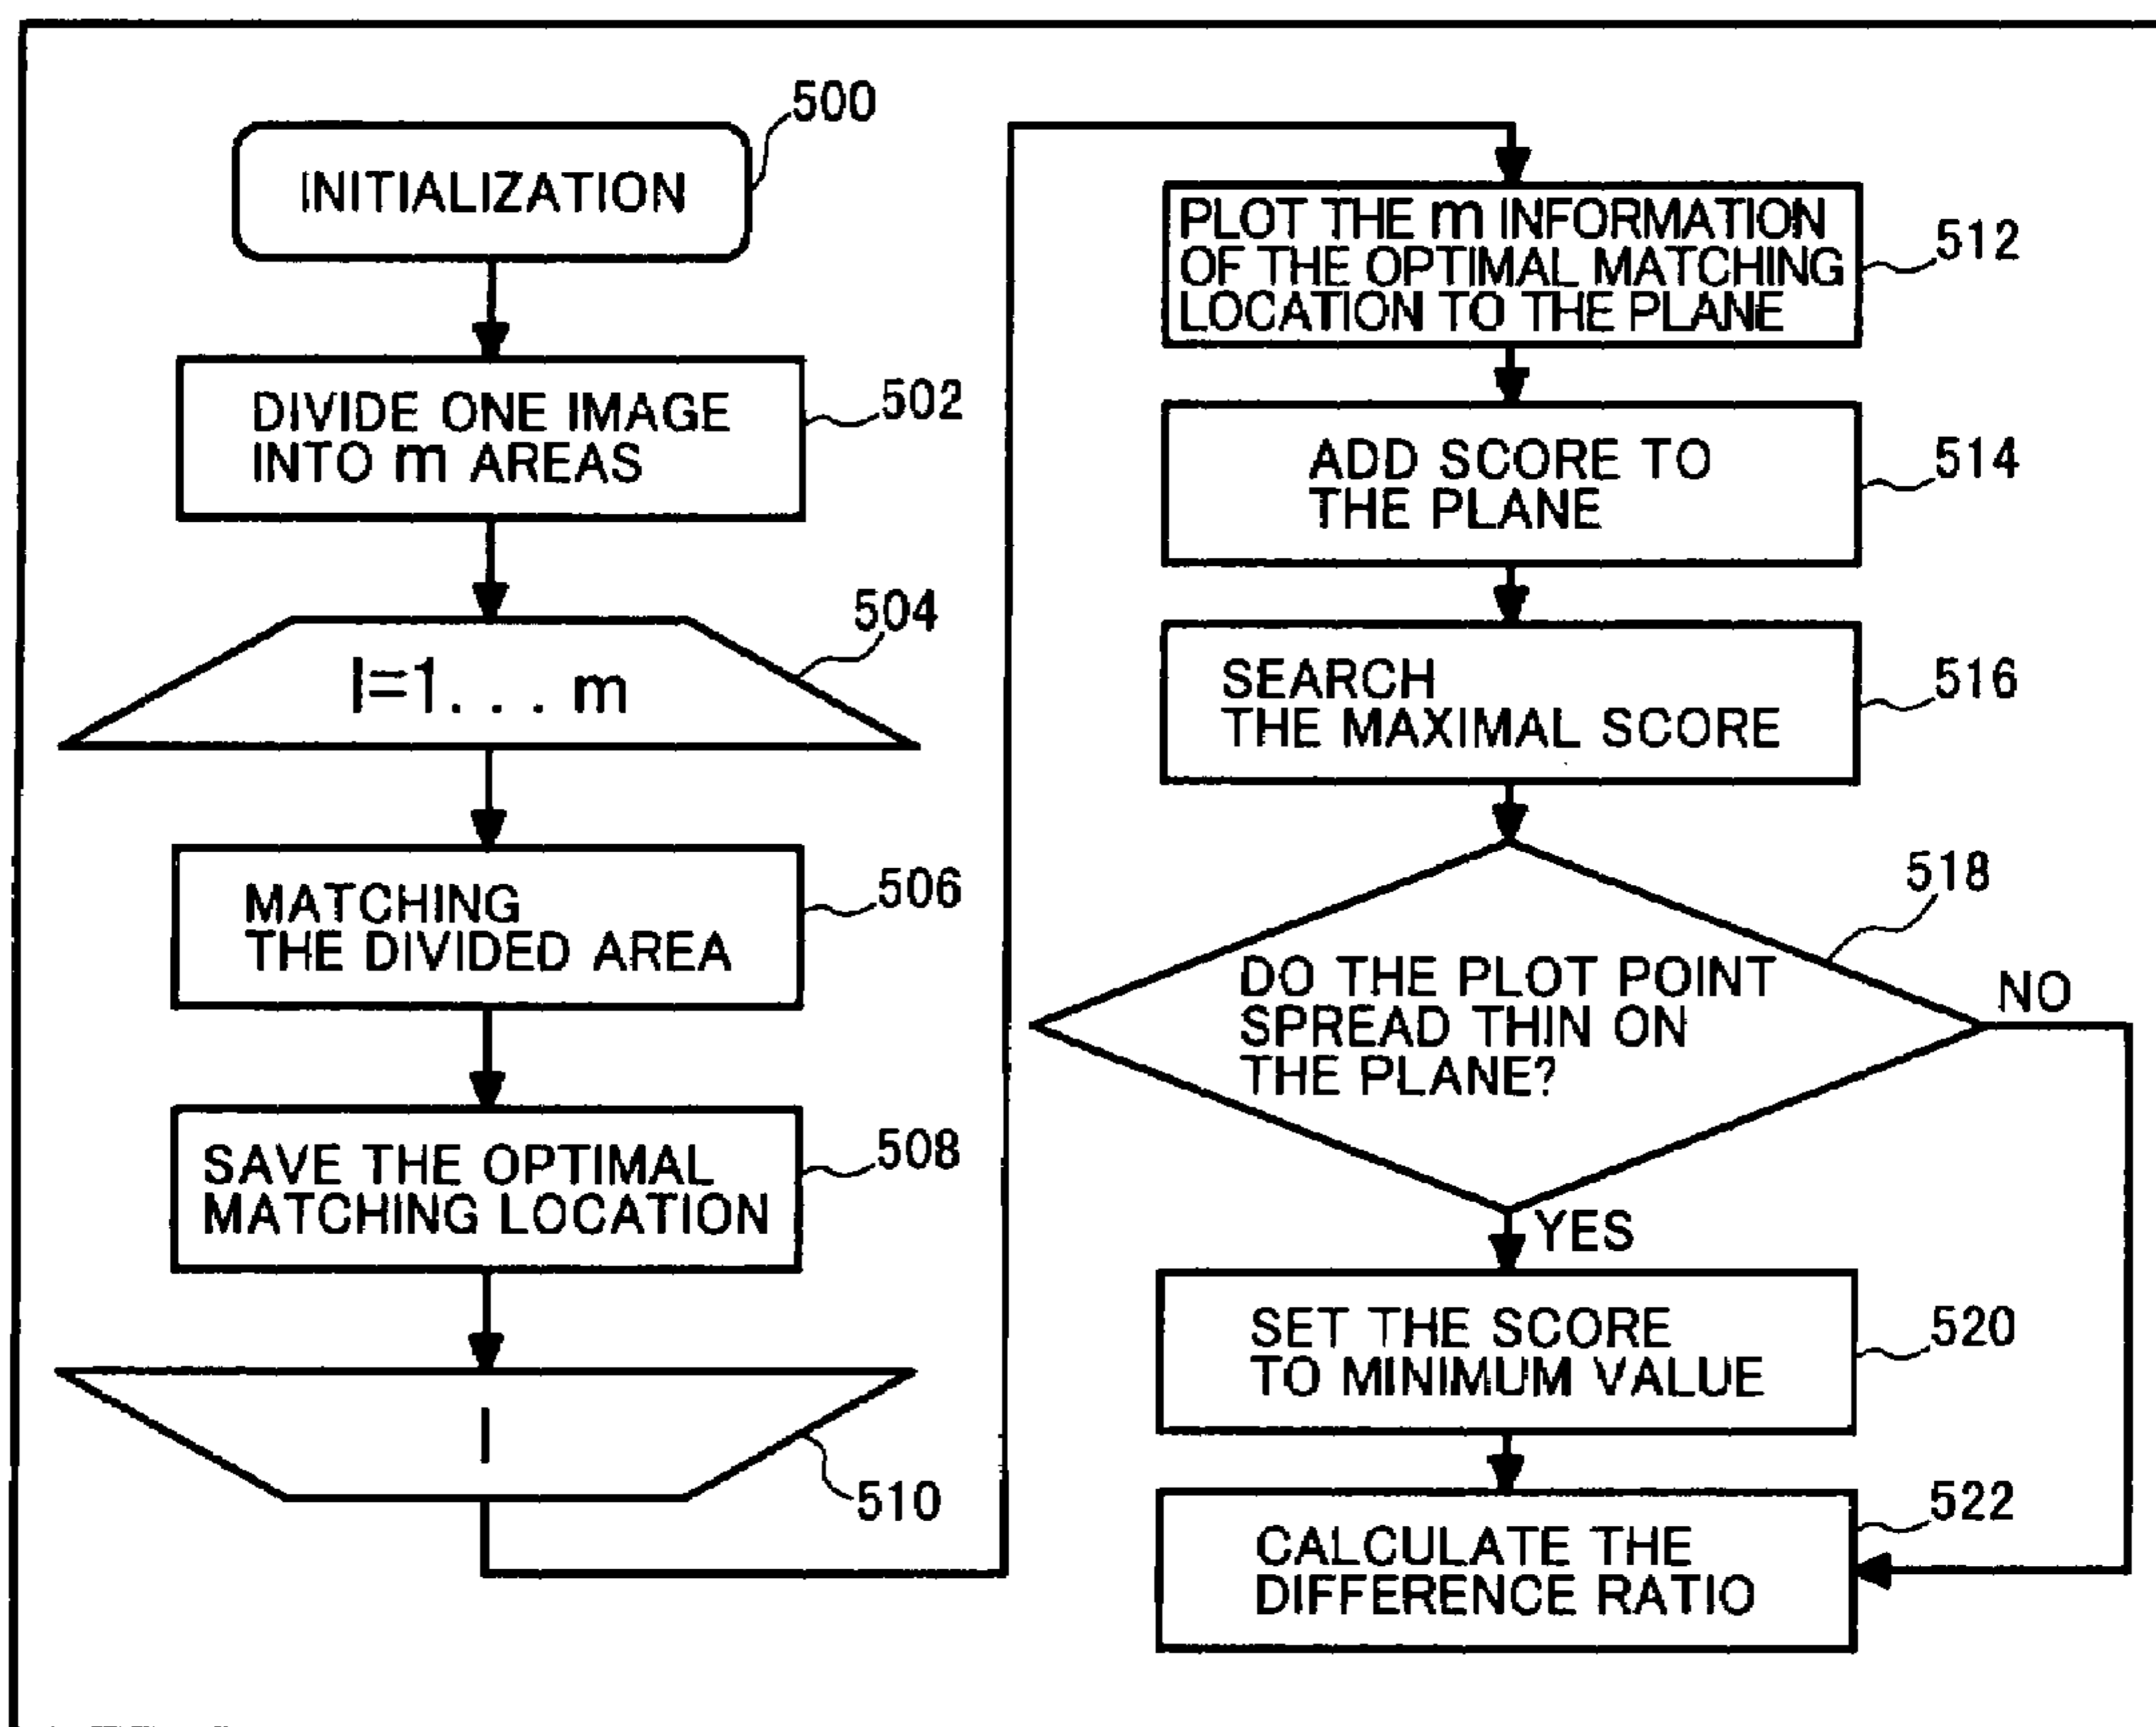 500
INITIALIZATION
DIVIDE ONE IMAGE
INTO m AREAS
502
504
I=1. . . m
MATCHING
THE DIVIDED AREA
506
SAVE THE OPTIMAL
MATCHING LOCATION
508
I
510
PLOT THE m INFORMATION
OF THE OPTIMAL MATCHING
LOCATION TO THE PLANE
512
ADD SCORE TO
THE PLANE
514
SEARCH
THE MAXIMAL SCORE
516
518
DO THE PLOT POINT
SPREAD THIN ON
THE PLANE?
NO
YES
SET THE SCORE
TO MINIMUM VALUE
520
CALCULATE THE
DIFFERENCE RATIO
522